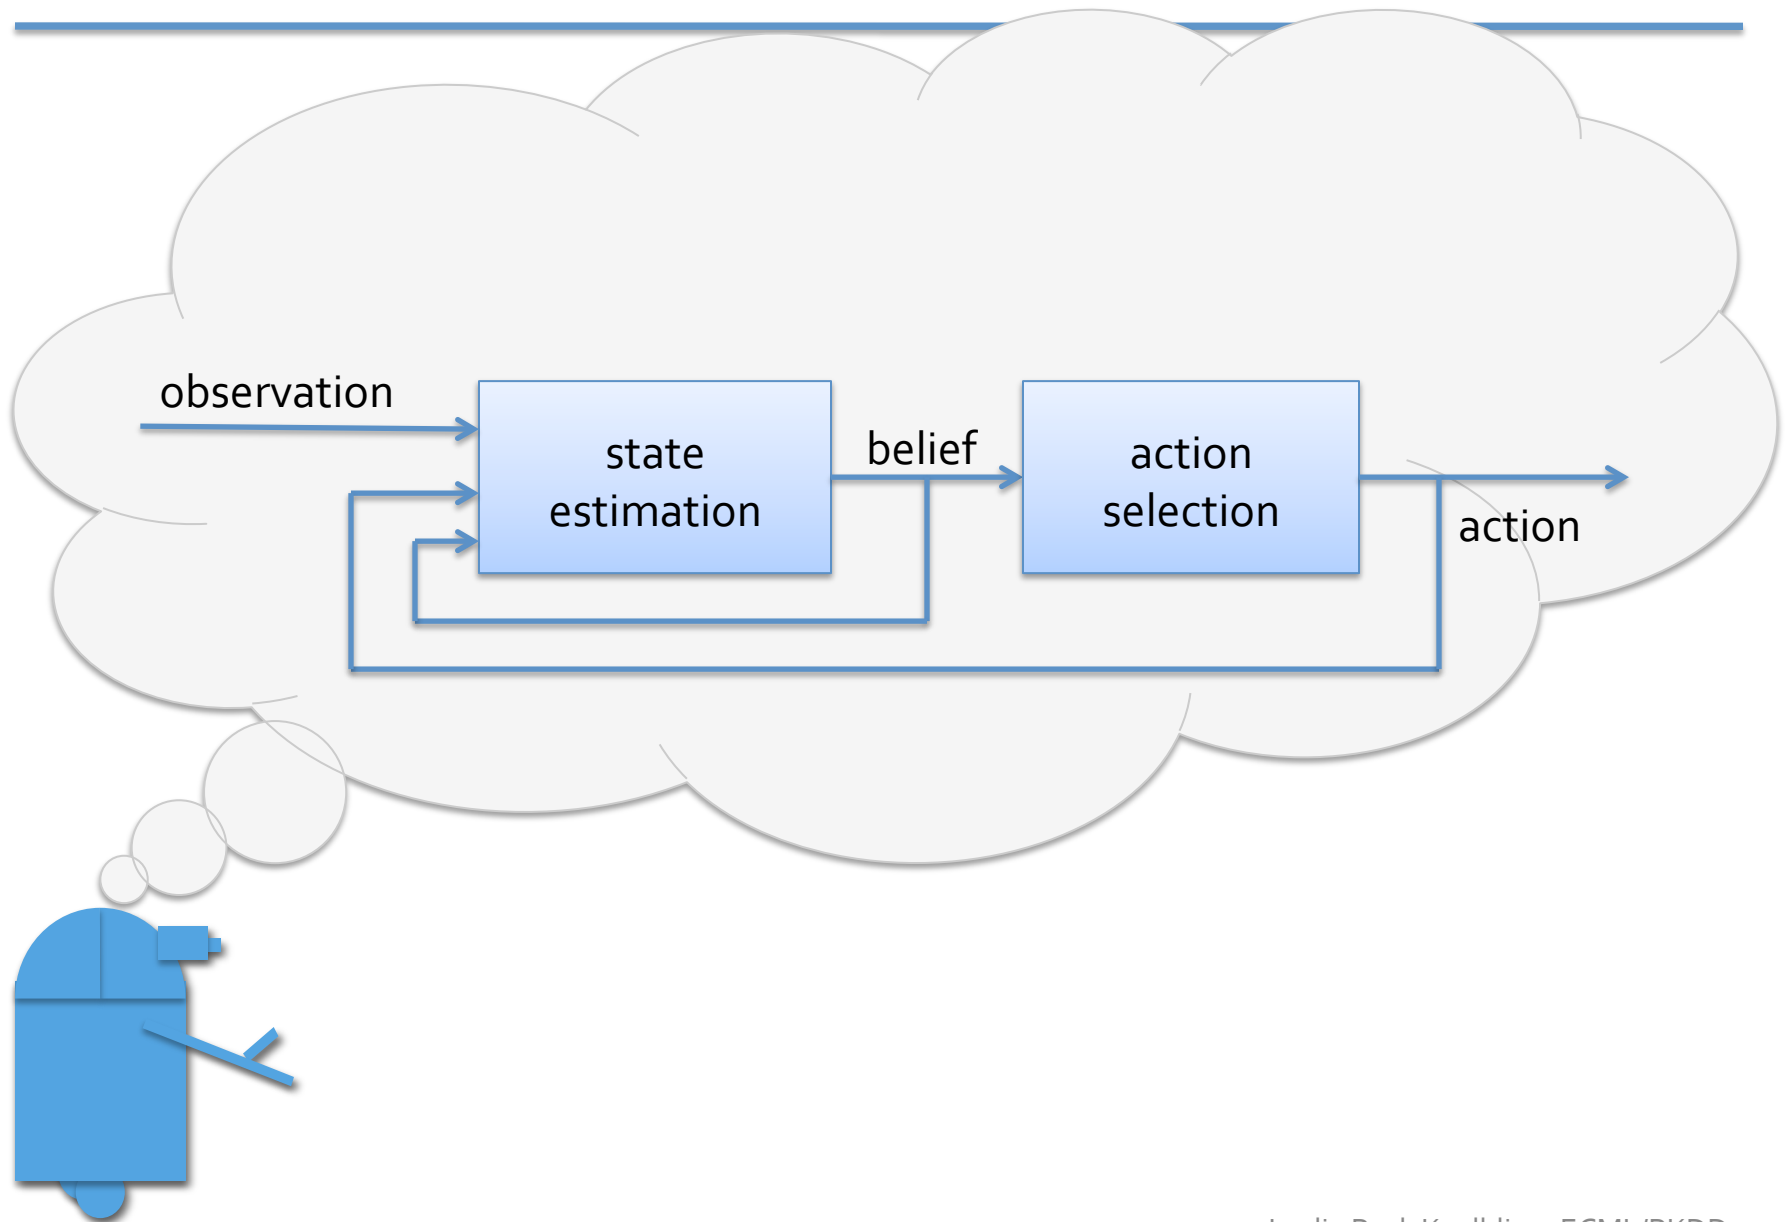 observation
state
estimation
belief
action
selection
action